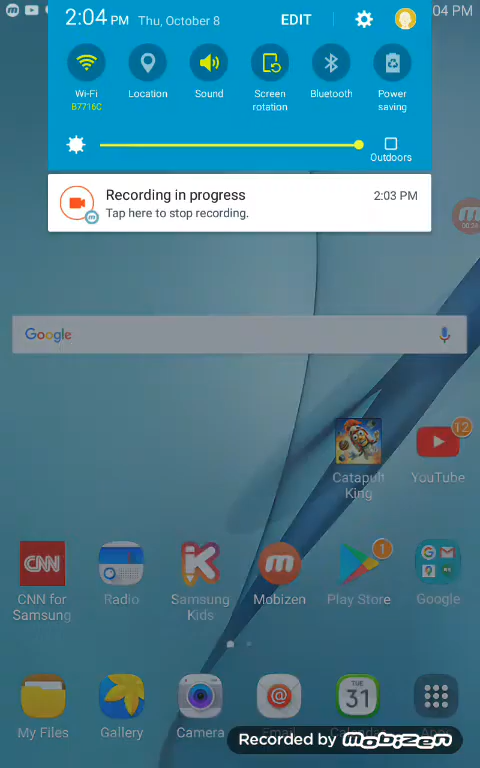 04 PM
2:04 PM Thu, October 8 EDIT
Wi-Fi
B7716C
Location
Sound
Screen
rotation
Bluetooth
Power
saving
Outdoors
Recording in progress
2:03 PM
Tap here to stop recording.
Google
Catapult
King
12
YouTube
CNN
CNN for
Samsung
Radio
Samsung
Kids
Mobizen
1
Play Store
Google
My Files
Gallery
Camera
Email
TUE
31
Recorded by mobizen